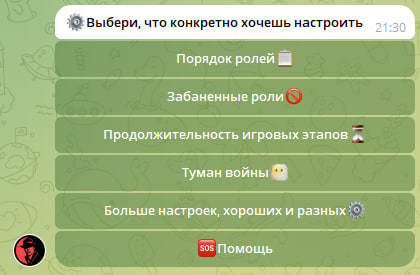 ⚙️Выбери, что конкретно хочешь настроить
21:30
Порядок ролей📋
Забаненные роли🚫
Продолжительность игровых этапов⏳
Туман войны😶‍🌫️
Больше настроек, хороших и разных⚙️
🆘Помощь